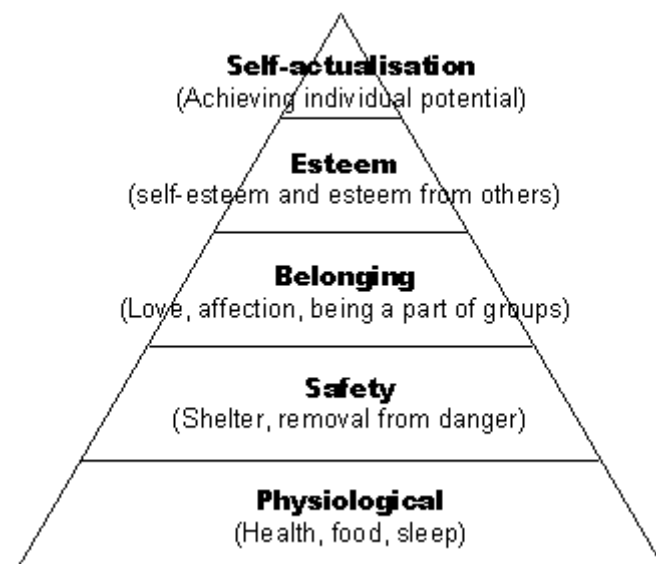 Self-actualisation
(Achieving individual potential)
Esteem
(self-esteem and esteem from others)
Belonging
(Love, affection, being a part of groups)
Safety
(Shelter, removal from danger)
Physiological
(Health, food, sleep)